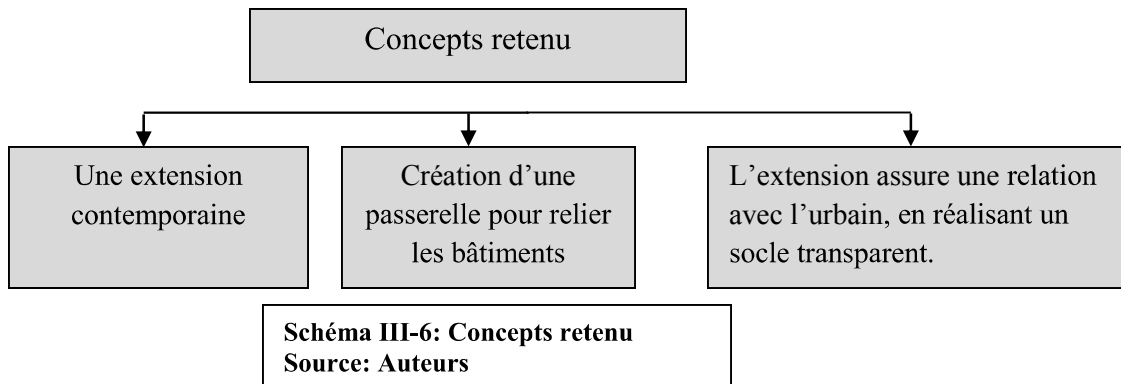 Concepts retenu
Une extension
contemporaine
Création d’une
passerelle pour relier
les bâtiments
L’extension assure une relation
avec l’urbain, en réalisant un
socle transparent.
Schéma III-6: Concepts retenu
Source: Auteurs